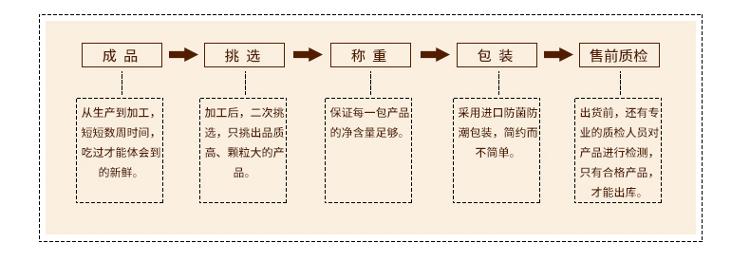 成品
挑选
称重
包装
售前质检
从生产到加工，
短短数周时间，
吃过才能体会到
的新鲜。
加工后，二次挑
选，只挑出品质
高、颗粒大的产
品。
保证每一包产品
的净含量足够。
采用进口防菌防
潮包装，简约而
不简单。
出货前，还有专
业的质检人员对
产品进行检测，
只有合格产品，
才能出库。